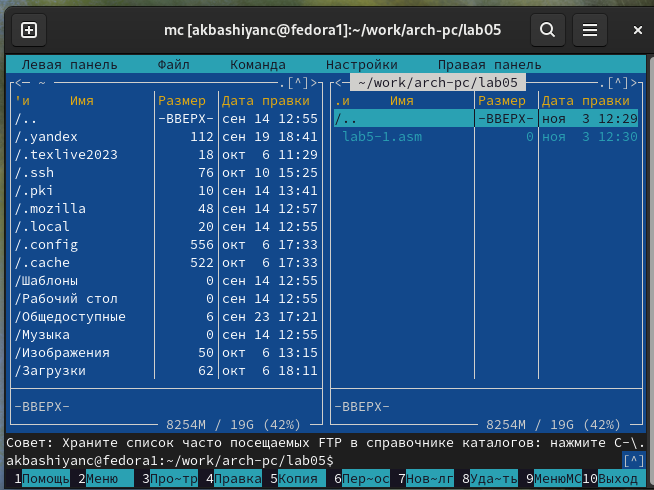 mc [akbashiyanc@fedora1]:~/work/arch-pc/lab05
Левая панель Файл Команда Настройки Правая панель
<— ~ .[^]> <— ~/work/arch-pc/lab05 .[^]>
'и Имя Размер Дата правки .и Имя Размер Дата правки
/.. -ВВЕРХ- сен 14 12:55 /.. -ВВЕРХ- ноя 3 12:29
/.yandex 112 сен 19 18:41 lab5-1.asm 0 ноя 3 12:30
/.texlive2023 18 окт 6 11:29
/.ssh 76 окт 10 15:25
/.pki 10 сен 14 13:41
/.mozilla 48 сен 14 12:57
/.local 20 сен 14 12:55
/.config 556 окт 6 17:33
/.cache 522 окт 6 17:33
/Шаблоны 0 сен 14 12:55
/Рабочий стол 0 сен 14 12:55
/Общедоступные 6 сен 23 17:21
/Музыка 0 сен 14 12:55
/Изображения 50 окт 6 13:15
/Загрузки 62 окт 6 18:11
-ВВЕРХ- -ВВЕРХ-
8254M / 19G (42%) 8254M / 19G (42%)
Совет: Храните список часто посещаемых FTP в справочнике каталогов: нажмите C-\.
akbashiyanc@fedora1:~/work/arch-pc/lab05$ [^]
1Помощь 2Меню 3Про~тр 4Правка 5Копия 6Пер~ос 7Нов~лг 8Уда~ть 9МенюMC 10Выход